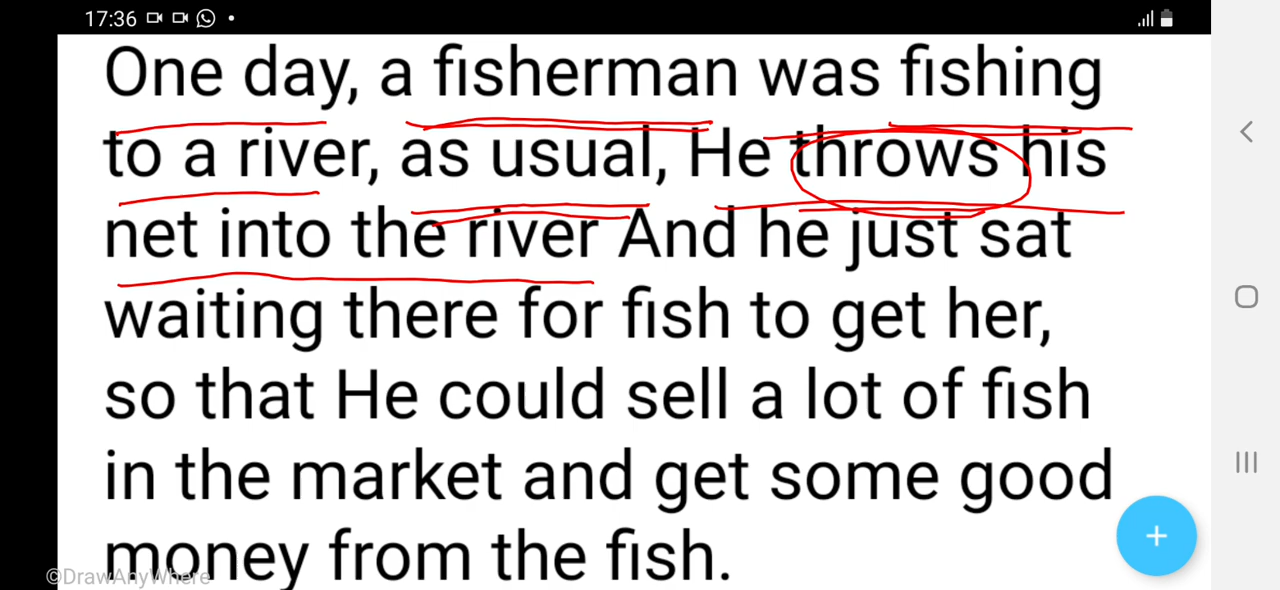 17:36
One day, a fisherman was fishing
to a river, as usual, He throws his
net into the river And he just sat
waiting there for fish to get her,
so that He could sell a lot of fish
in the market and get some good
money from the fish.
©DrawAnyWhere